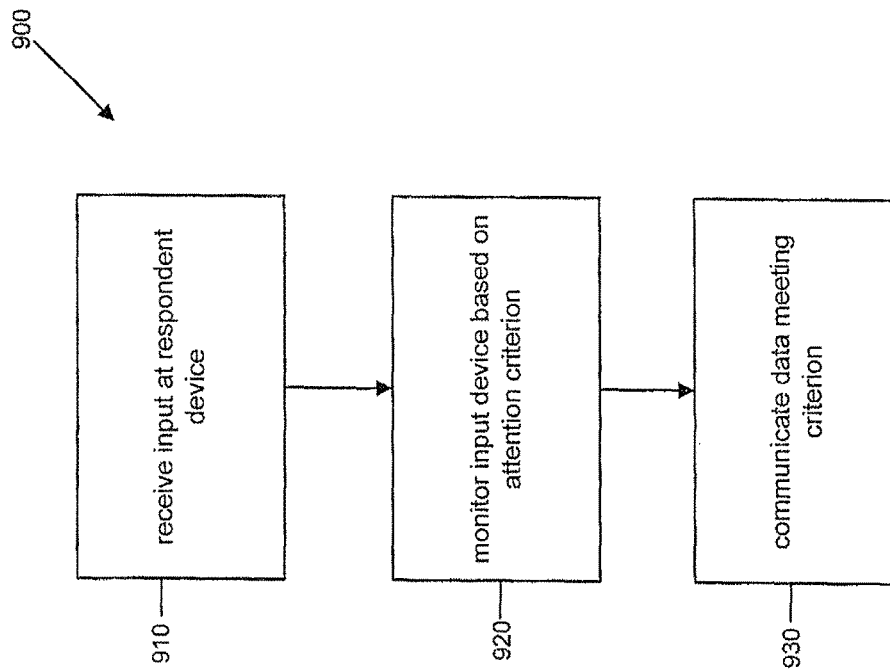 900
910
receive input at respondent
device
920
monitor input device based on
attention criterion
930
communicate data meeting
criterion